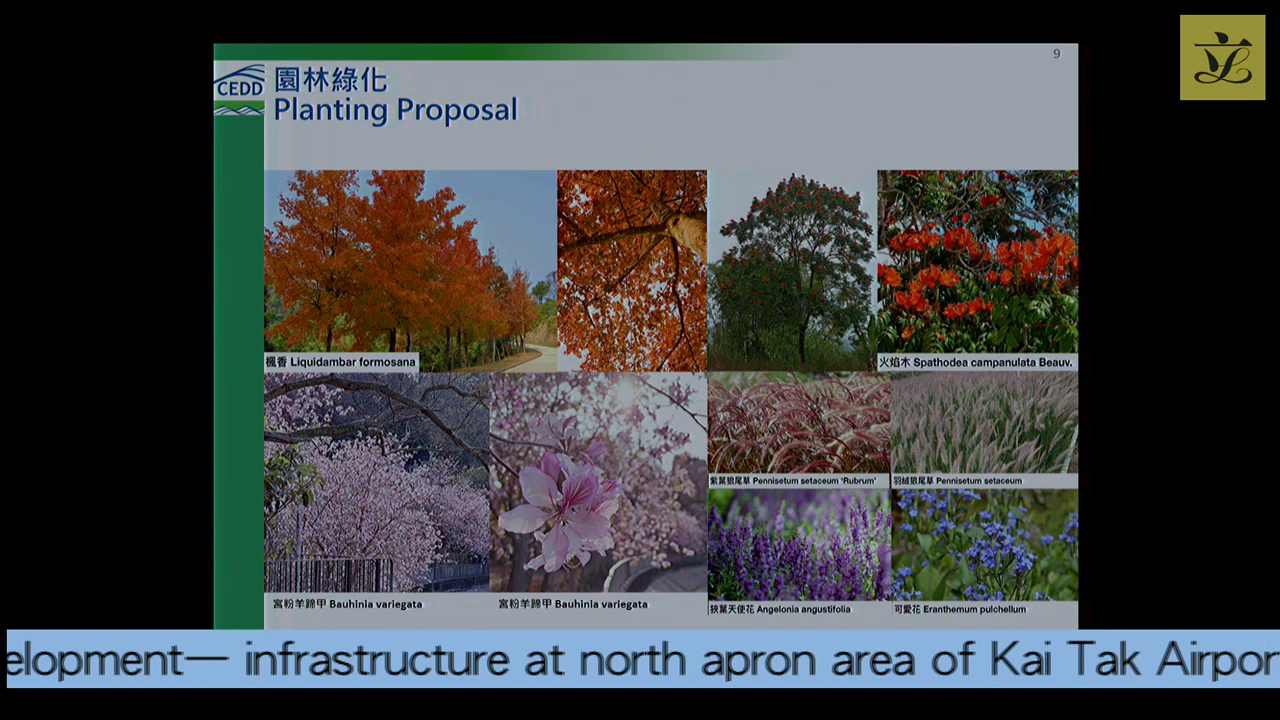 9
CEDD
園林綠化
Planting Proposal
楓香 Liquidambar formosana
火焰木 Spathodea campanulata Beauv.
紫葉狼尾草 Pennisetum setaceum ‘Rubrum’
羽絨狼尾草 Pennisetum setaceum
宮粉羊蹄甲 Bauhinia variegata
宮粉羊蹄甲 Bauhinia variegata
狹葉天使花 Angelonia angustifolia
可愛花 Eranthemum pulchellum
elopment— infrastructure at north apron area of Kai Tak Airpor